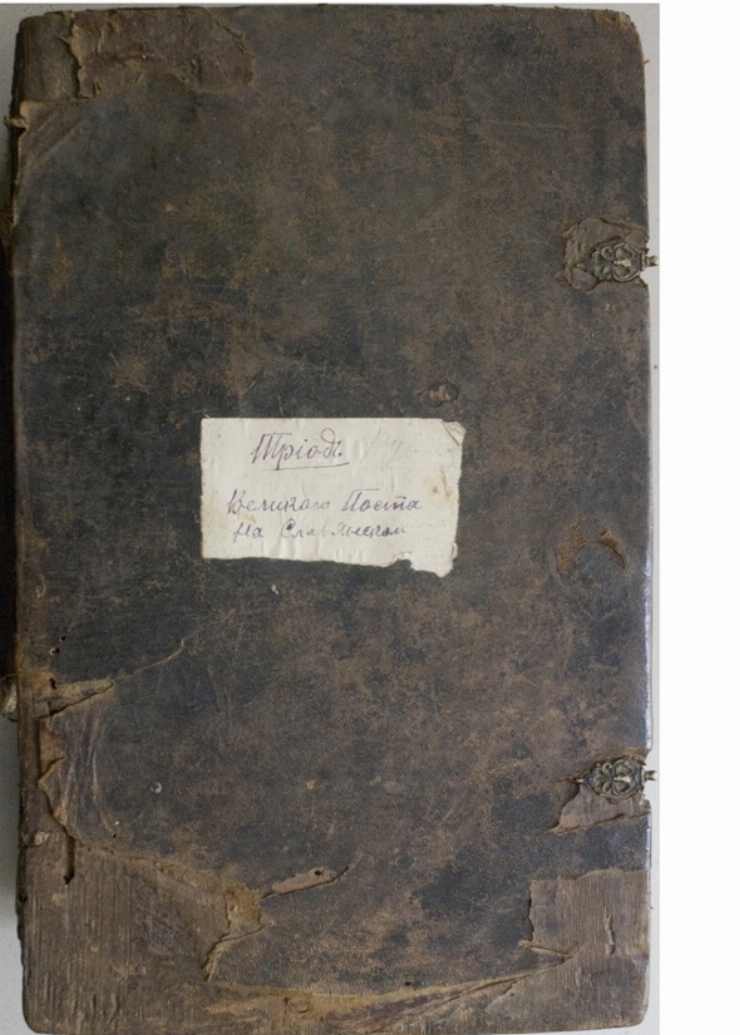 Тріодь
Великого Поста
На Славянском